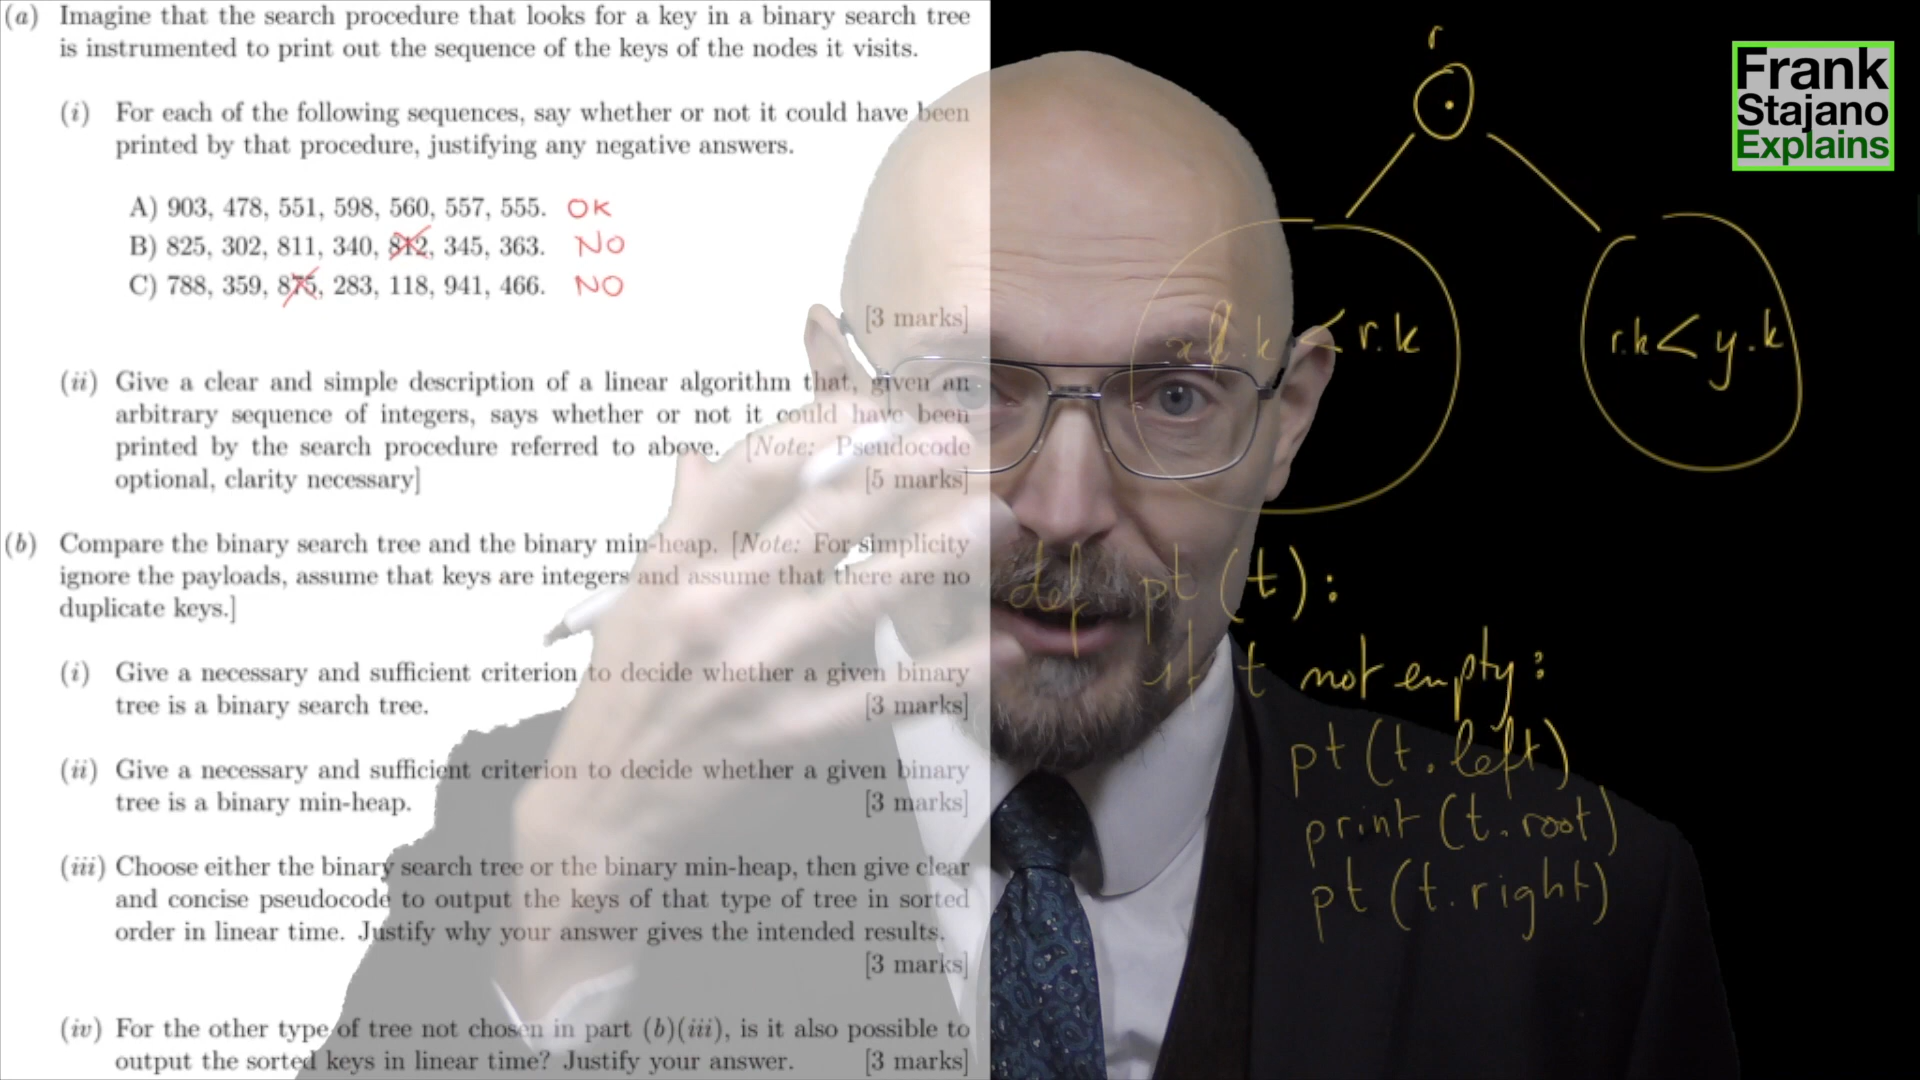 (a) Imagine that the search procedure that looks for a key in a binary search tree
is instrumented to print out the sequence of the keys of the nodes it visits.
(i) For each of the following sequences, say whether or not it could have been
printed by that procedure, justifying any negative answers.
A) 903, 478, 551, 598, 560, 557, 555. OK
B) 825, 302, 811, 340, 812, 345, 363. NO
C) 788, 359, 875, 283, 118, 941, 466. NO
[3 marks]
(ii) Give a clear and simple description of a linear algorithm that, given an
arbitrary sequence of integers, says whether or not it could have been
printed by the search procedure referred to above. [Note: Pseudocode
optional, clarity necessary] [5 marks]
(b) Compare the binary search tree and the binary min-heap. [Note: For simplicity
ignore the payloads, assume that keys are integers and assume that there are no
duplicate keys.]
(i) Give a necessary and sufficient criterion to decide whether a given binary
tree is a binary search tree. [3 marks]
(ii) Give a necessary and sufficient criterion to decide whether a given binary
tree is a binary min-heap. [3 marks]
(iii) Choose either the binary search tree or the binary min-heap, then give clear
and concise pseudocode to output the keys of that type of tree in sorted
order in linear time. Justify why your answer gives the intended results.
[3 marks]
(iv) For the other type of tree not chosen in part (b)(iii), is it also possible to
output the sorted keys in linear time? Justify your answer. [3 marks]
r
.k < r.k
r.k < y.k
def pt (t):
if t not empty:
pt (t.left)
print (t.root)
pt (t.right)
Frank
Stajano
Explains